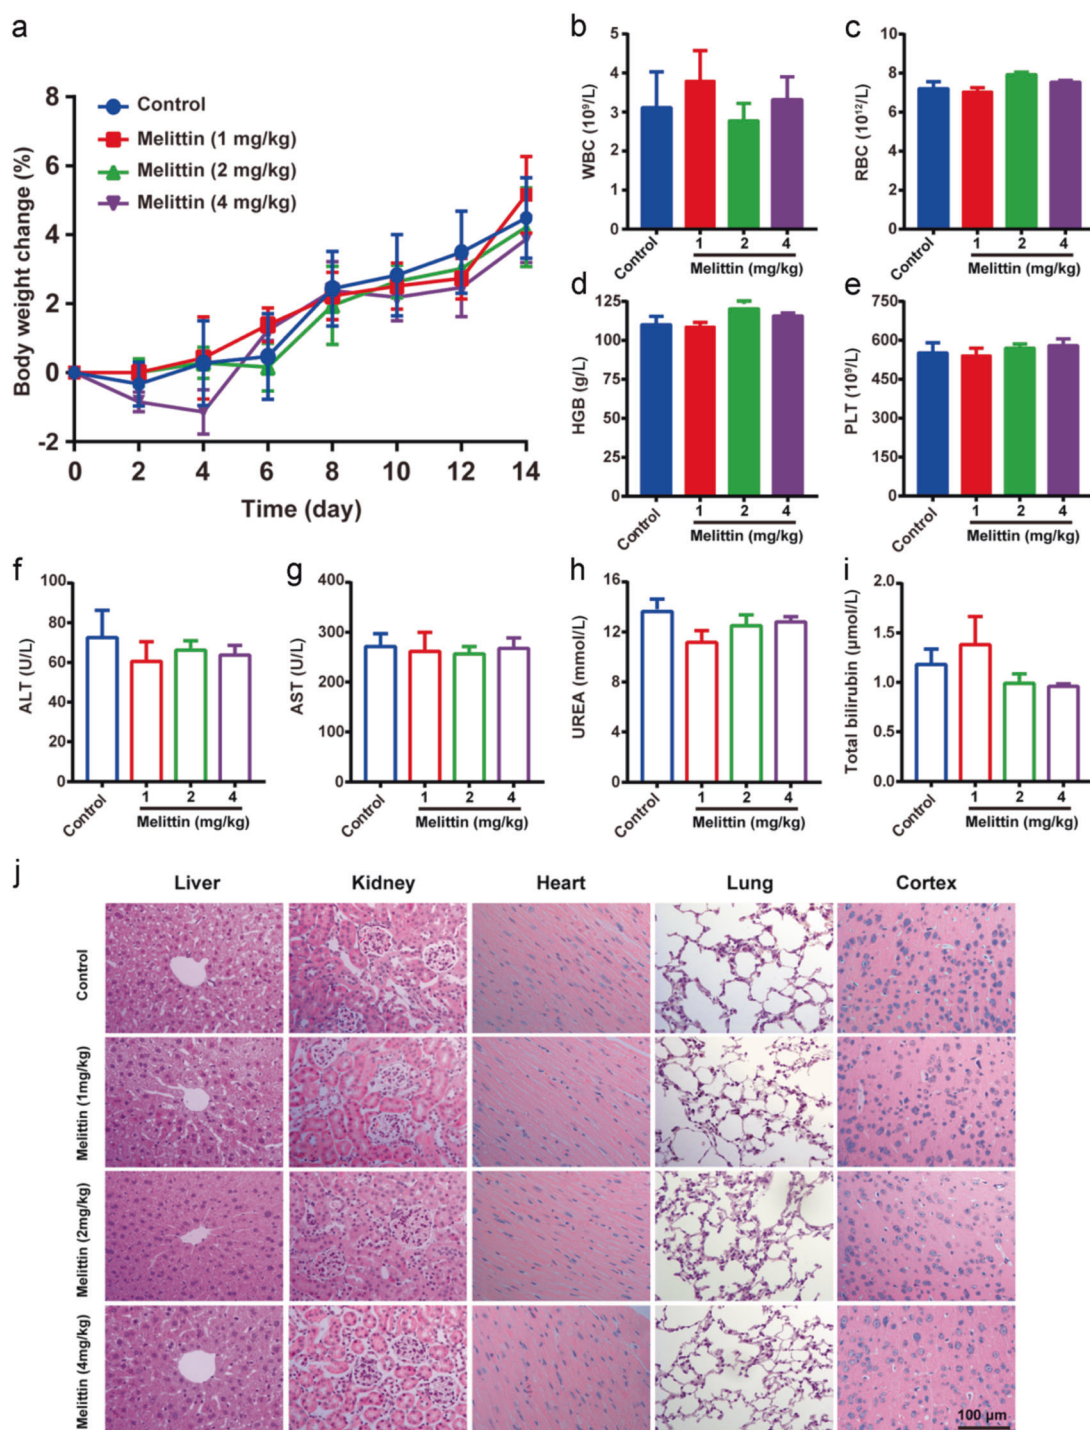 a
Body weight change (%)
8
6
4
2
0
-2
Control
Melittin (1 mg/kg)
Melittin (2 mg/kg)
Melittin (4 mg/kg)
0 2 4 6 8 10 12 14
Time (day)
b
WBC (10⁹/L)
5
4
3
2
1
0
Control 1 2 4
Melittin (mg/kg)
c
RBC (10¹²/L)
10
8
6
4
2
0
Control 1 2 4
Melittin (mg/kg)
d
HGB (g/L)
125
100
75
50
25
0
Control 1 2 4
Melittin (mg/kg)
e
PLT (10⁹/L)
750
600
450
300
150
0
Control 1 2 4
Melittin (mg/kg)
f
ALT (U/L)
100
80
60
40
20
0
Control 1 2 4
Melittin (mg/kg)
g
AST (U/L)
400
300
200
100
0
Control 1 2 4
Melittin (mg/kg)
h
UREA (mmol/L)
16
12
8
4
0
Control 1 2 4
Melittin (mg/kg)
i
Total bilirubin (μmol/L)
2.0
1.5
1.0
0.5
0.0
Control 1 2 4
Melittin (mg/kg)
j
Liver Kidney Heart Lung Cortex
Control
Melittin (1mg/kg)
Melittin (2mg/kg)
Melittin (4mg/kg)
100 μm